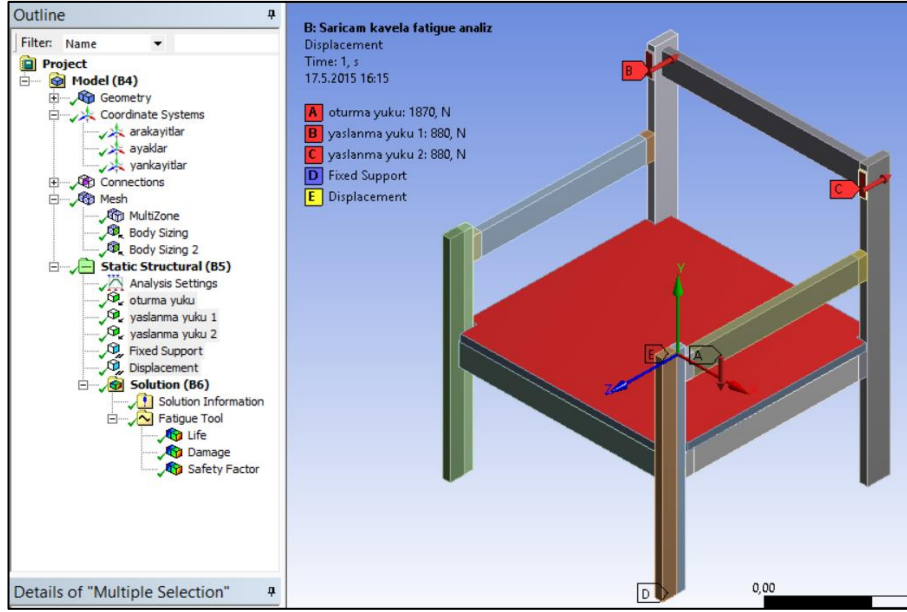 Outline
Filter: Name
Project
Model (B4)
Geometry
Coordinate Systems
arakayitlar
ayaklar
yankayitlar
Connections
Mesh
MultiZone
Body Sizing
Body Sizing 2
Static Structural (B5)
Analysis Settings
oturma yuku
yaslanma yuku 1
yaslanma yuku 2
Fixed Support
Displacement
Solution (B6)
Solution Information
Fatigue Tool
Life
Damage
Safety Factor
Details of "Multiple Selection"
B: Saricam kavela fatigue analiz
Displacement
Time: 1, s
17.5.2015 16:15
A oturma yuku: 1870, N
B yaslanma yuku 1: 880, N
C yaslanma yuku 2: 880, N
D Fixed Support
E Displacement
B
C
Y
E
A
Z
D
0,00